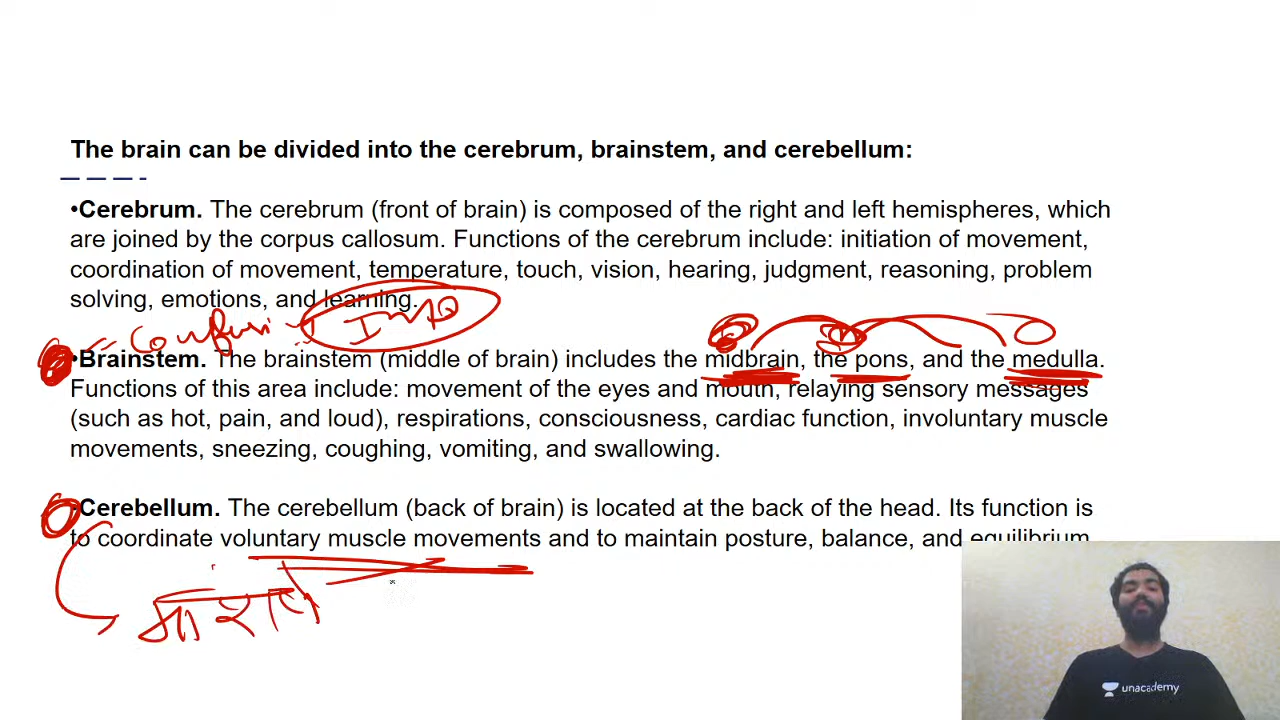 The brain can be divided into the cerebrum, brainstem, and cerebellum:
•Cerebrum. The cerebrum (front of brain) is composed of the right and left hemispheres, which
are joined by the corpus callosum. Functions of the cerebrum include: initiation of movement,
coordination of movement, temperature, touch, vision, hearing, judgment, reasoning, problem
solving, emotions, and learning.
•Brainstem. The brainstem (middle of brain) includes the midbrain, the pons, and the medulla.
Functions of this area include: movement of the eyes and mouth, relaying sensory messages
(such as hot, pain, and loud), respirations, consciousness, cardiac function, involuntary muscle
movements, sneezing, coughing, vomiting, and swallowing.
•Cerebellum. The cerebellum (back of brain) is located at the back of the head. Its function is
to coordinate voluntary muscle movements and to maintain posture, balance, and equilibrium
unacademy